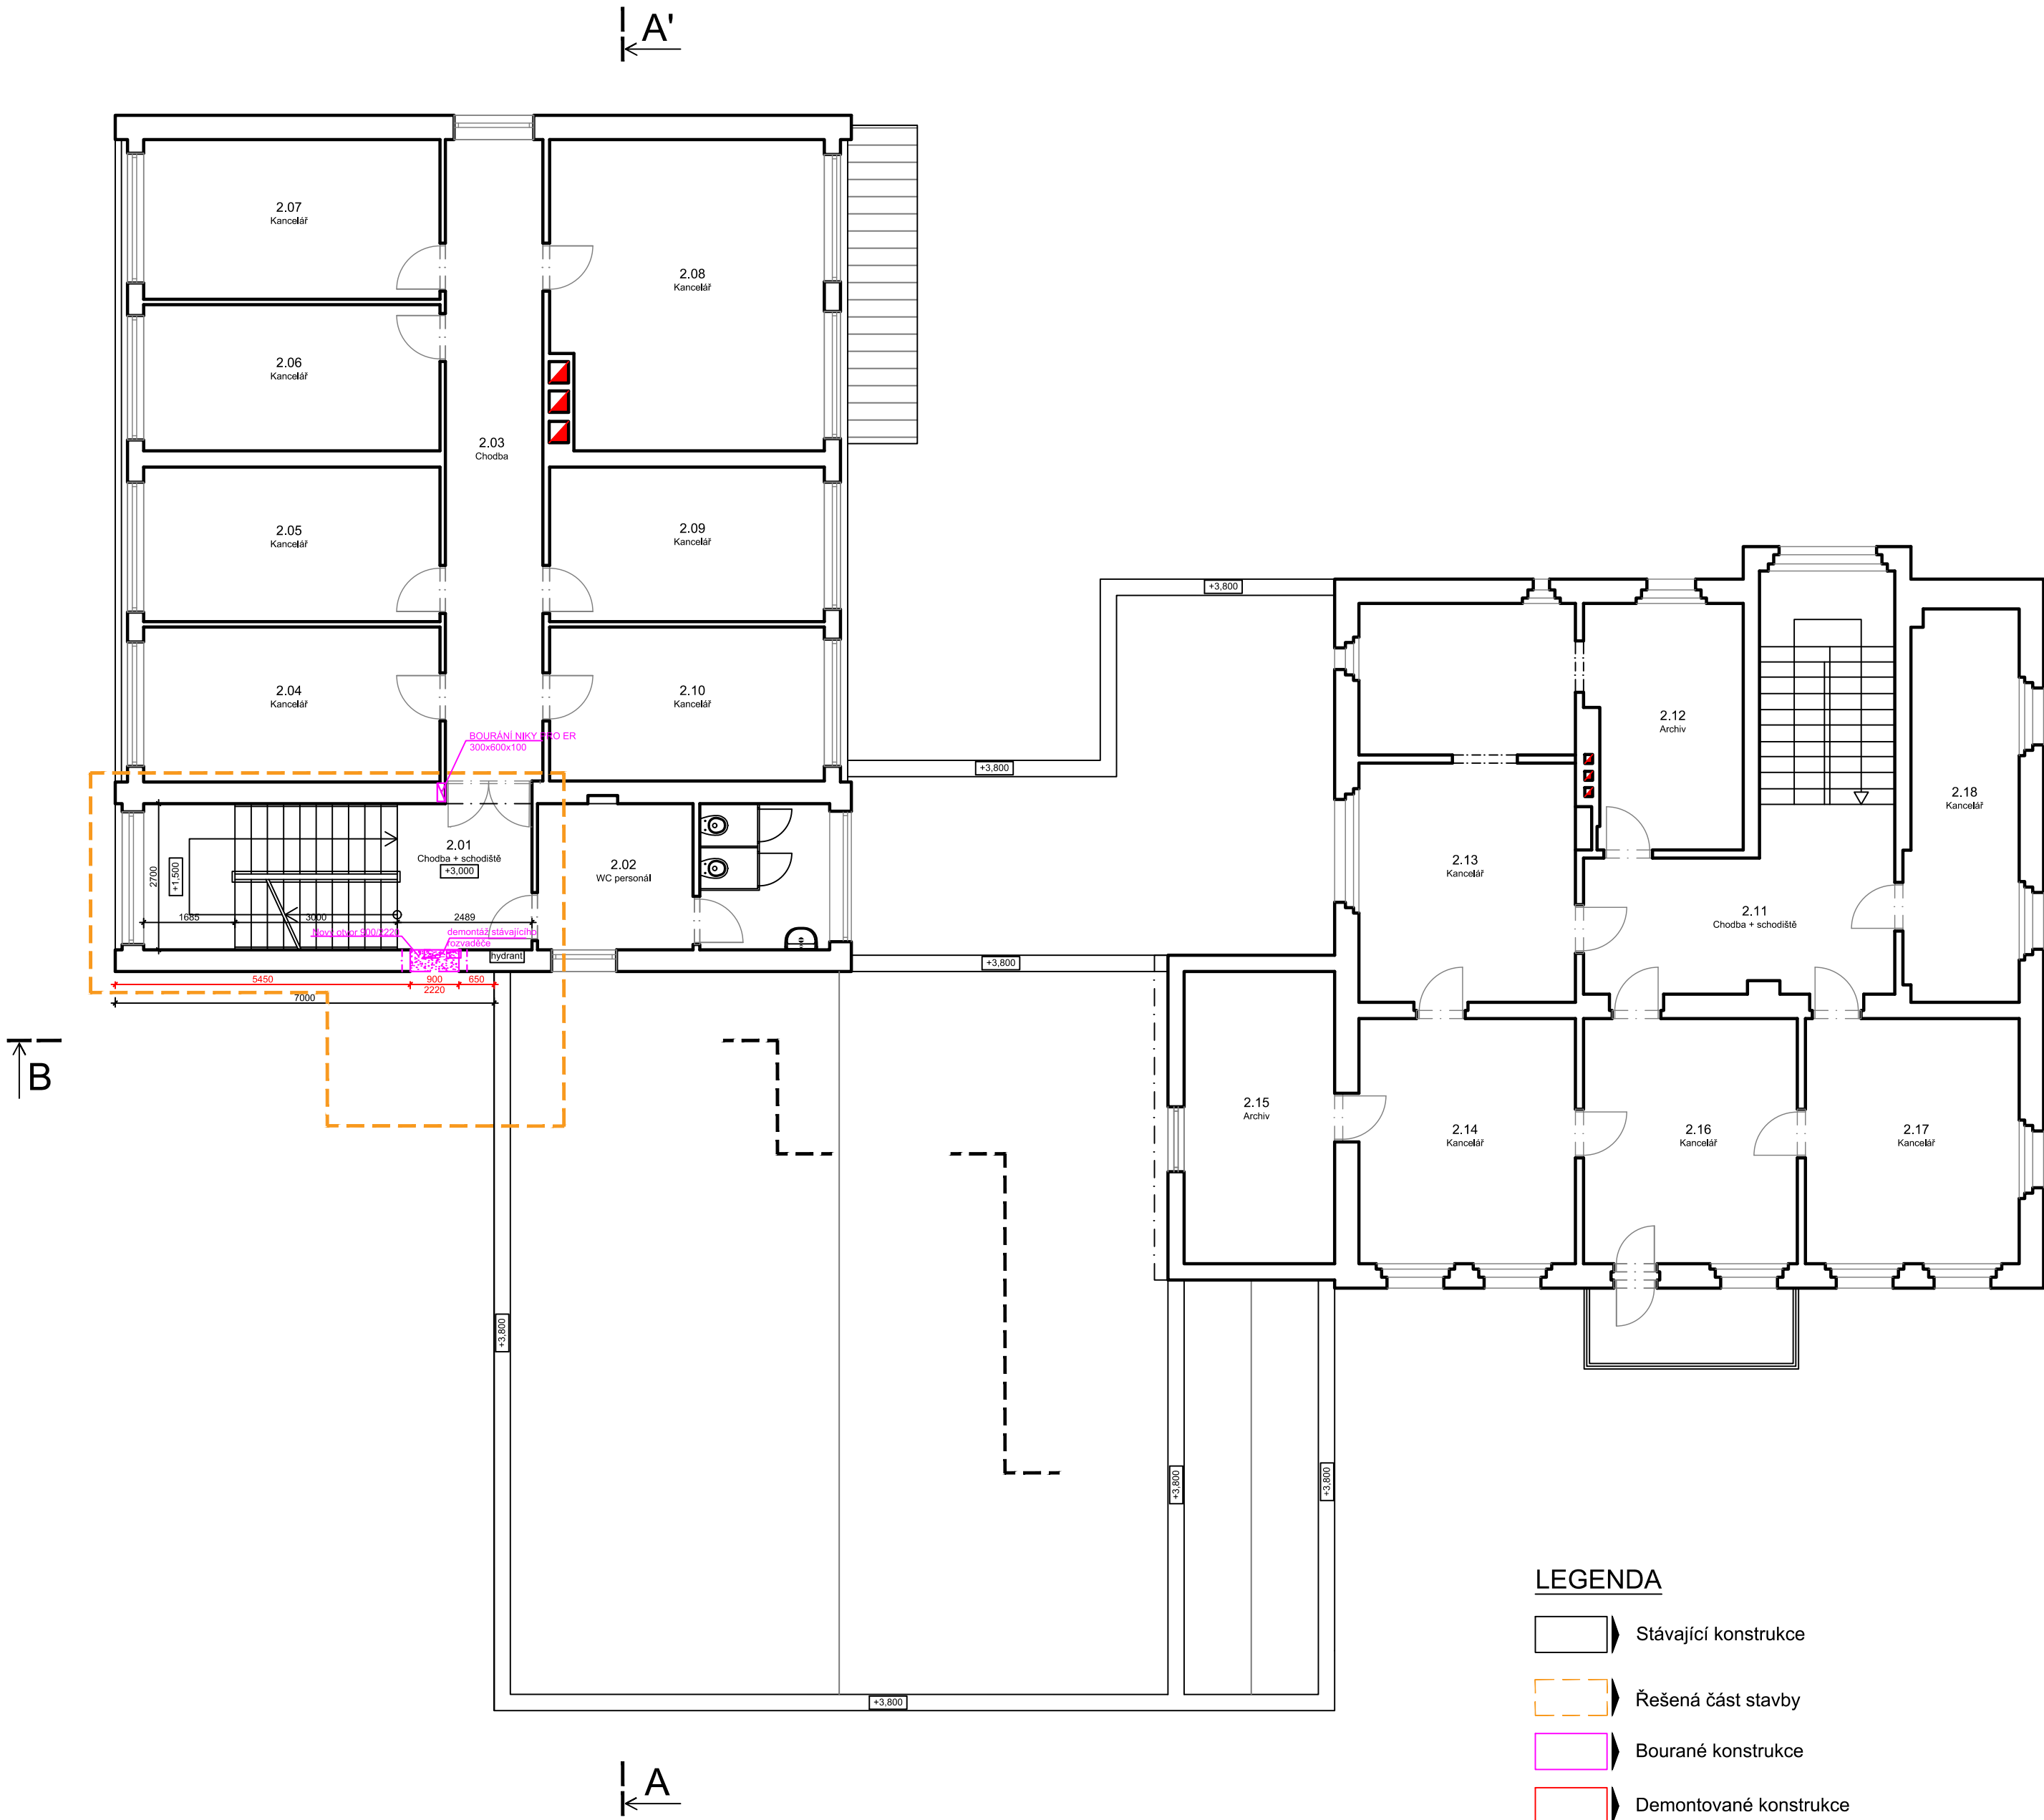 A'
2.07
Kancelář
2.08
Kancelář
2.06
Kancelář
2.03
Chodba
2.05
Kancelář
2.09
Kancelář
2.04
Kancelář
2.10
Kancelář
BOURÁNÍ NIKY PRO ER
300x600x100
+3,800
+3,800
2.12
Archiv
2.18
Kancelář
2.13
Kancelář
2.11
Chodba + schodiště
2.01
Chodba + schodiště
+3,000
2.02
WC personál
2700
+1,500
1685
3000
2489
Nový otvor 900/2220
demontáž stávajícího
rozvaděče
hydrant
5450
900
650
2220
7000
+3,800
B
2.15
Archiv
2.14
Kancelář
2.16
Kancelář
2.17
Kancelář
+3,800
+3,800
+3,800
+3,800
A
LEGENDA
Stávající konstrukce
Řešená část stavby
Bourané konstrukce
Demontované konstrukce